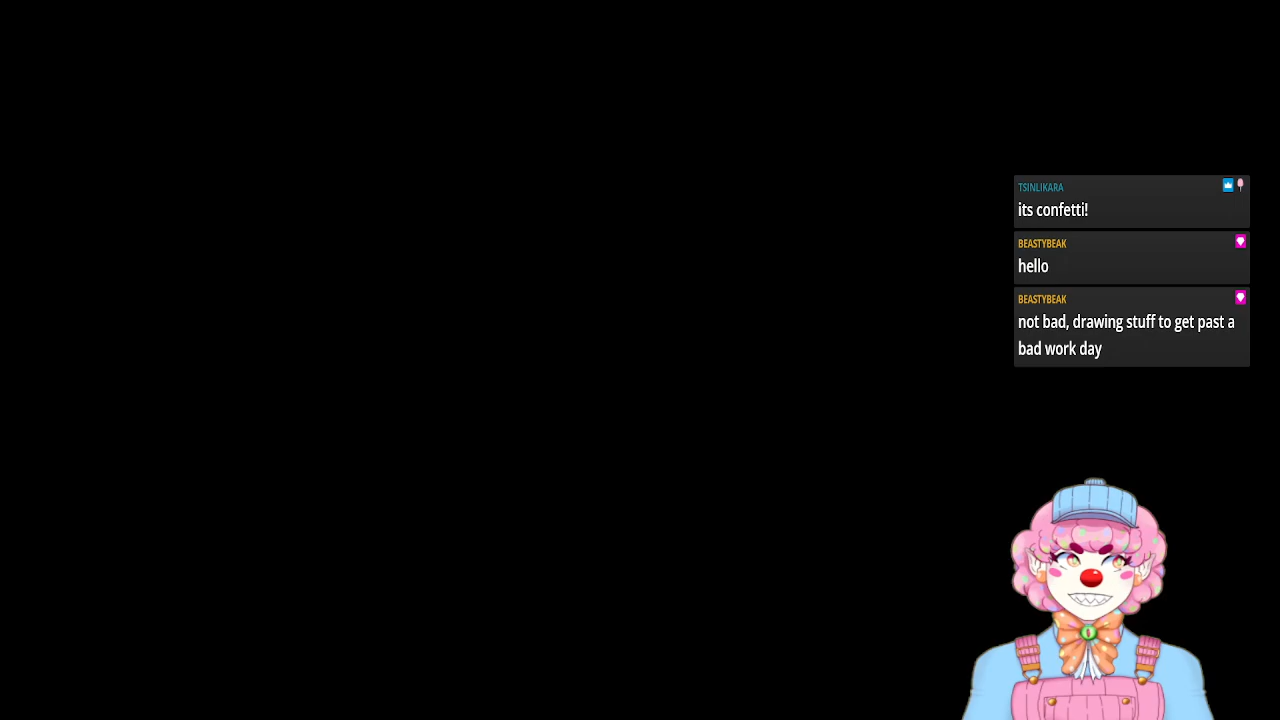 TSINLIKARA
its confetti!
BEASTYBEAK
hello
BEASTYBEAK
not bad, drawing stuff to get past a
bad work day